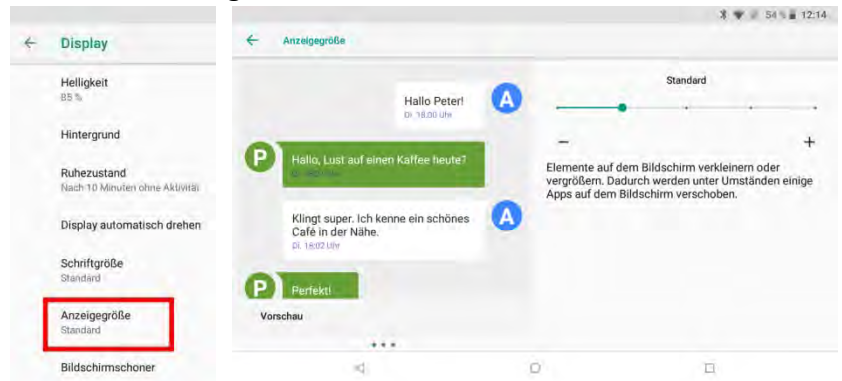 Display
Helligkeit
85 %
Hintergrund
Ruhezustand
Nach 10 Minuten ohne Aktivität
Display automatisch drehen
Schriftgröße
Standard
Anzeigegröße
Standard
Bildschirmschoner
54 % 12:14
Anzeigegröße
Hallo Peter!
Di. 18:00 Uhr
A
P
Hallo, Lust auf einen Kaffee heute?
Klingt super. Ich kenne ein schönes
Café in der Nähe.
Di. 18:02 Uhr
A
P
Perfekt!
Vorschau
Standard
Elemente auf dem Bildschirm verkleinern oder
vergrößern. Dadurch werden unter Umständen einige
Apps auf dem Bildschirm verschoben.